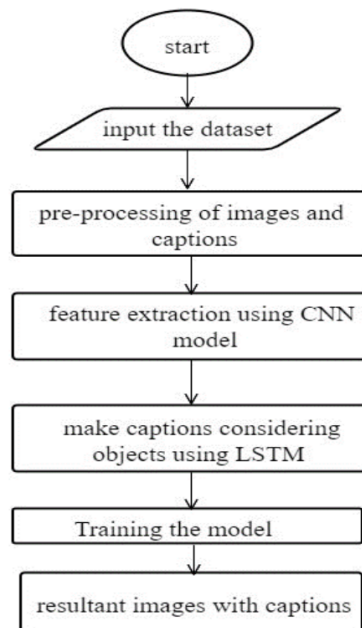 start
input the dataset
pre-processing of images and
captions
feature extraction using CNN
model
make captions considering
objects using LSTM
Training the model
resultant images with captions